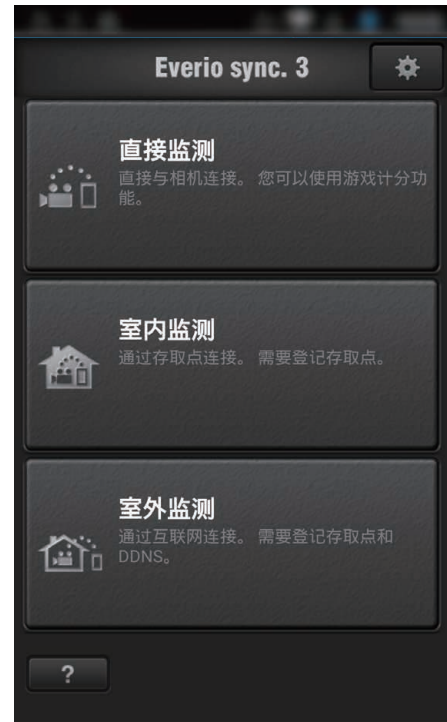 Everio sync. 3
直接监测
直接与相机连接。 您可以使用游戏计分功
能。
室内监测
通过存取点连接。 需要登记存取点。
室外监测
通过互联网连接。 需要登记存取点和
DDNS。
?